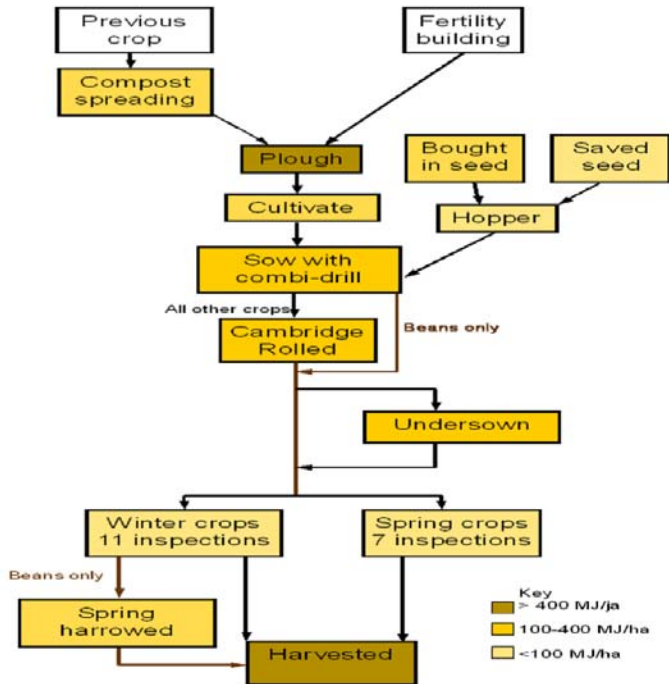 Previous
crop
Fertility
building
Compost
spreading
Plough
Bought
in seed
Saved
seed
Cultivate
Hopper
Sow with
combi-drill
All other crops
Beans only
Cambridge
Rolled
Undersown
Winter crops
11 inspections
Spring crops
7 inspections
Beans only
Spring
harrowed
Harvested
Key
> 400 MJ/ja
100-400 MJ/ha
<100 MJ/ha